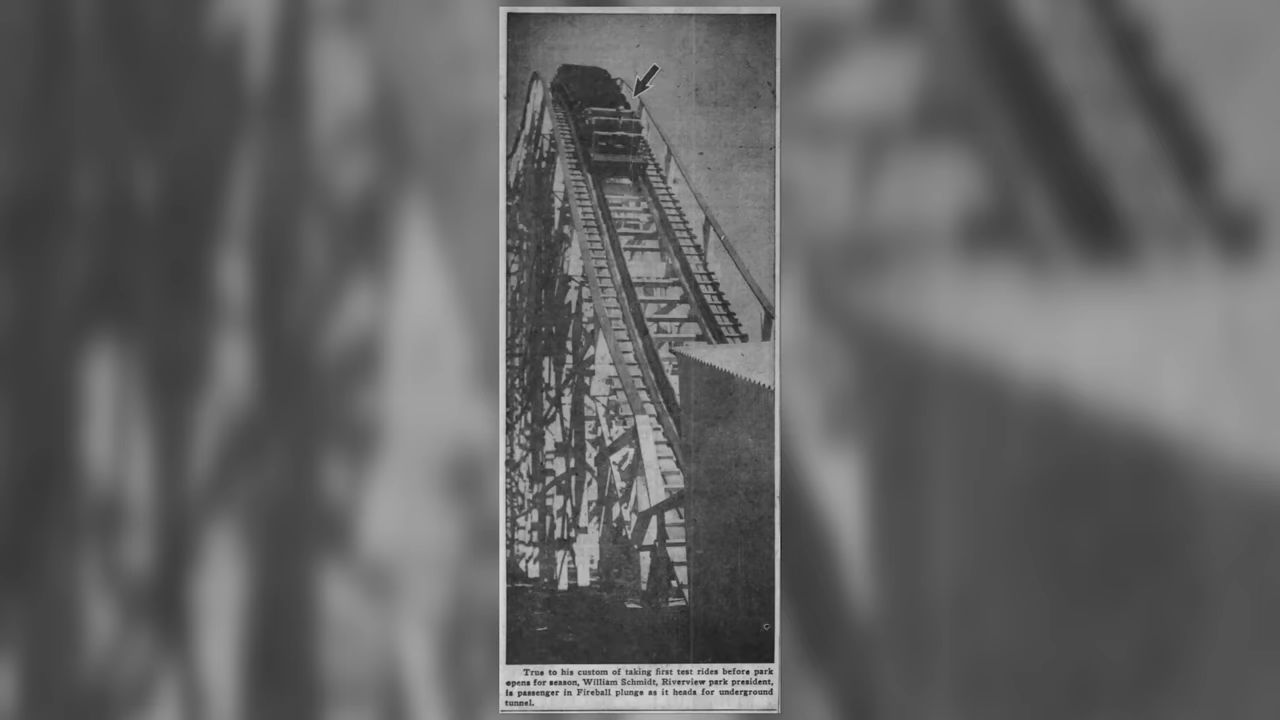 True to his custom of taking first test rides before park
opens for season, William Schmidt, Riverview park president,
is passenger in Fireball plunge as it heads for underground
tunnel.